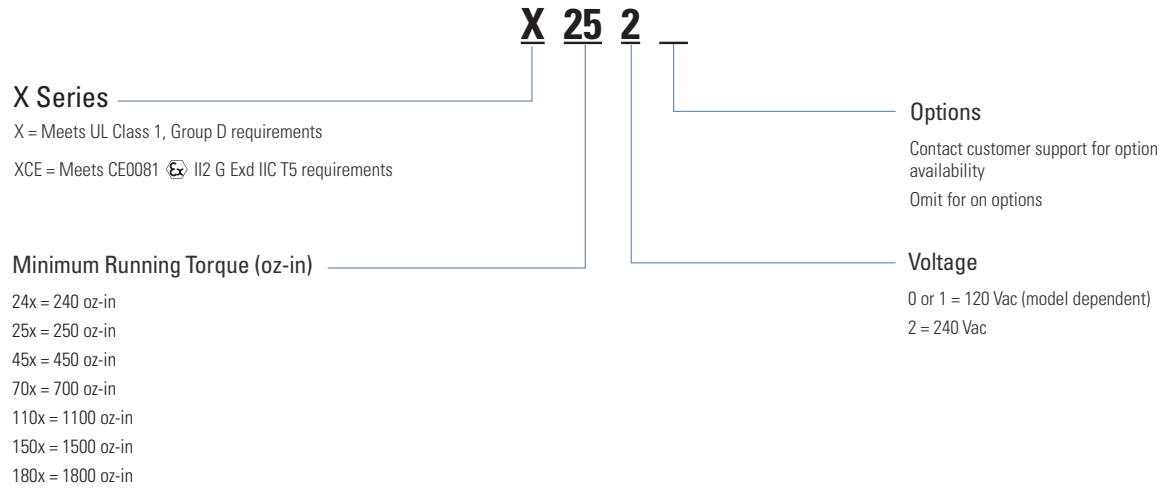 X 25 2 _
X Series
X = Meets UL Class 1, Group D requirements
XCE = Meets CE0081 Ex II2 G Exd IIC T5 requirements
Minimum Running Torque (oz-in)
24x = 240 oz-in
25x = 250 oz-in
45x = 450 oz-in
70x = 700 oz-in
110x = 1100 oz-in
150x = 1500 oz-in
180x = 1800 oz-in
Options
Contact customer support for option
availability
Omit for on options
Voltage
0 or 1 = 120 Vac (model dependent)
2 = 240 Vac